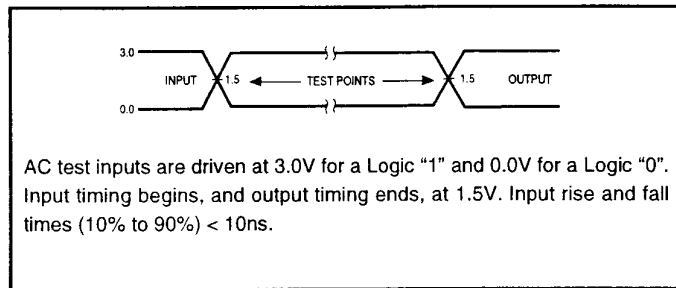 3.0
INPUT 1.5 TEST POINTS 1.5 OUTPUT
0.0
AC test inputs are driven at 3.0V for a Logic "1" and 0.0V for a Logic "0".
Input timing begins, and output timing ends, at 1.5V. Input rise and fall
times (10% to 90%) < 10ns.